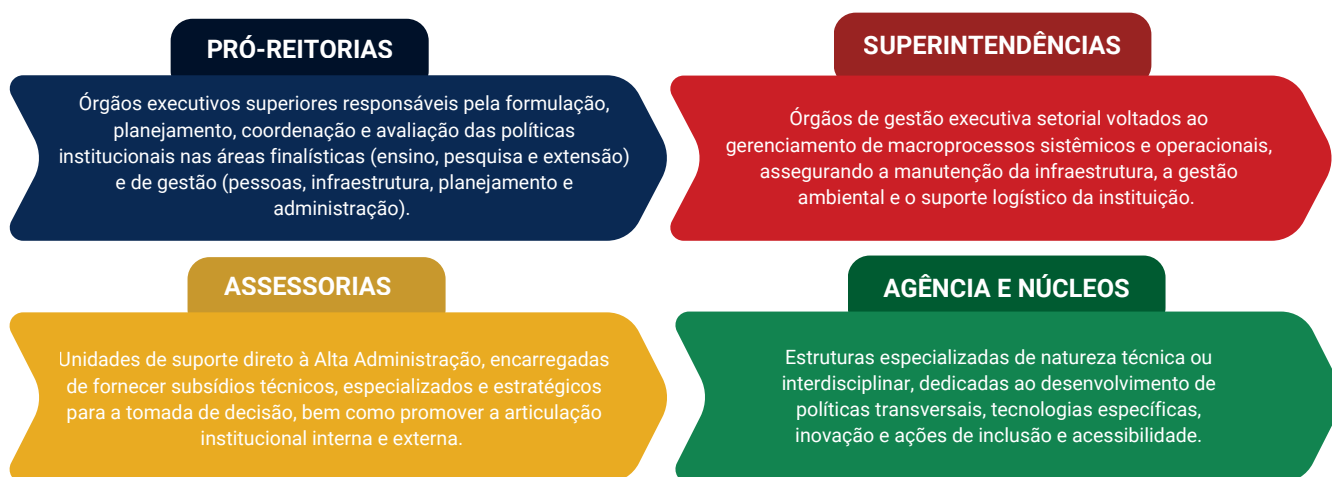 PRÓ-REITORIAS
Órgãos executivos superiores responsáveis pela formulação,
planejamento, coordenação e avaliação das políticas
institucionais nas áreas finalísticas (ensino, pesquisa e extensão)
e de gestão (pessoas, infraestrutura, planejamento e
administração).
SUPERINTENDÊNCIAS
Órgãos de gestão executiva setorial voltados ao
gerenciamento de macroprocessos sistêmicos e operacionais,
assegurando a manutenção da infraestrutura, a gestão
ambiental e o suporte logístico da instituição.
ASSESSORIAS
Unidades de suporte direto à Alta Administração, encarregadas
de fornecer subsídios técnicos, especializados e estratégicos
para a tomada de decisão, bem como promover a articulação
institucional interna e externa.
AGÊNCIA E NÚCLEOS
Estruturas especializadas de natureza técnica ou
interdisciplinar, dedicadas ao desenvolvimento de
políticas transversais, tecnologias específicas,
inovação e ações de inclusão e acessibilidade.